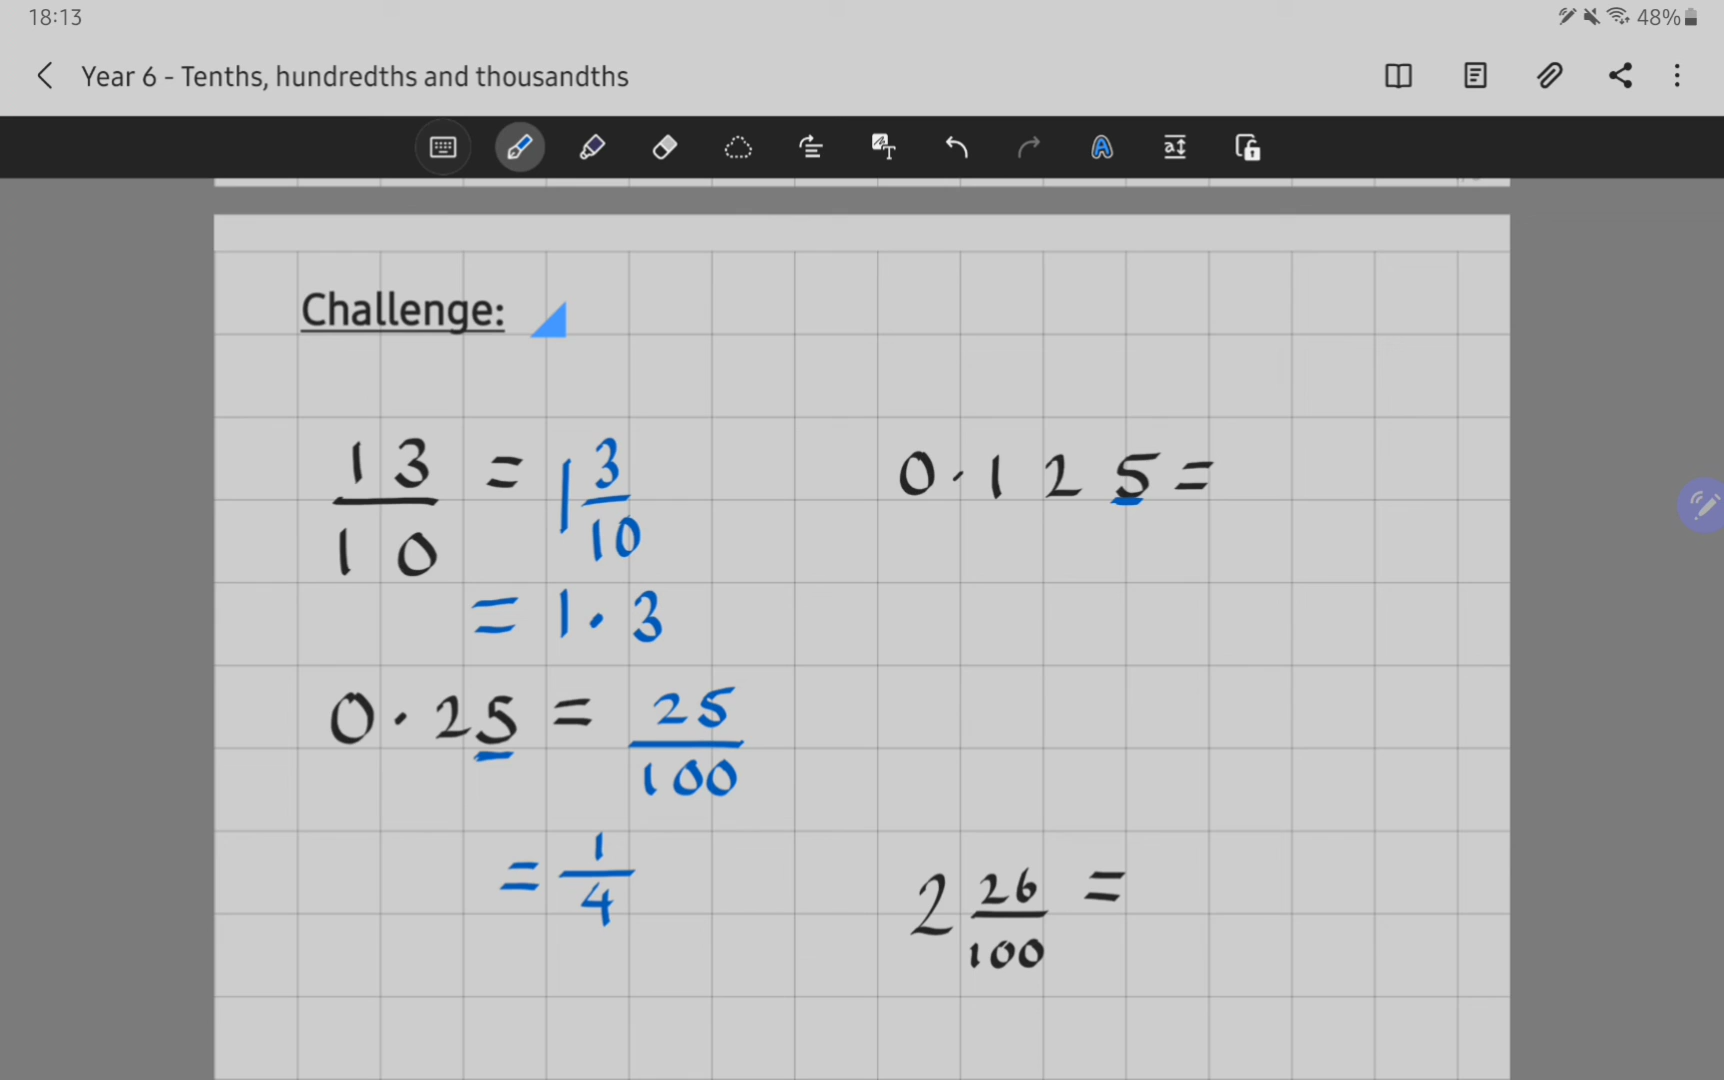 18:13
48%
Year 6 - Tenths, hundredths and thousandths
Challenge:
13/10 = 1 3/10
= 1.3
0.25 = 25/100
= 1/4
0.125 =
2 26/100 =